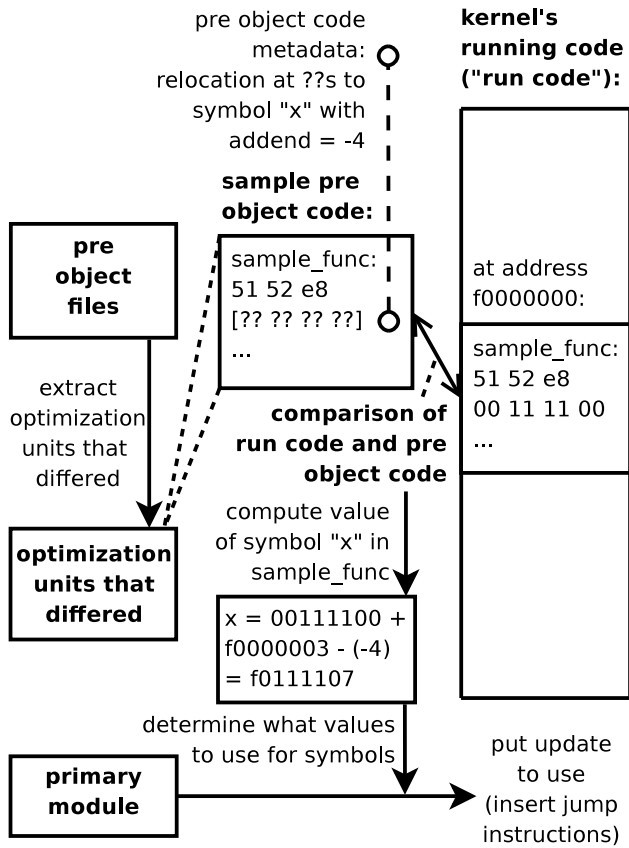 pre object code
metadata:
relocation at ??s to
symbol "x" with
addend = -4
kernel's
running code
("run code"):
sample pre
object code:
pre
object
files
sample_func:
51 52 e8
[?? ?? ?? ??]
...
at address
f0000000:
sample_func:
51 52 e8
00 11 11 00
...
extract
optimization
units that
differed
comparison of
run code and pre
object code
optimization
units that
differed
compute value
of symbol "x" in
sample_func
x = 00111100 +
f0000003 - (-4)
= f0111107
determine what values
to use for symbols
primary
module
put update
to use
(insert jump
instructions)